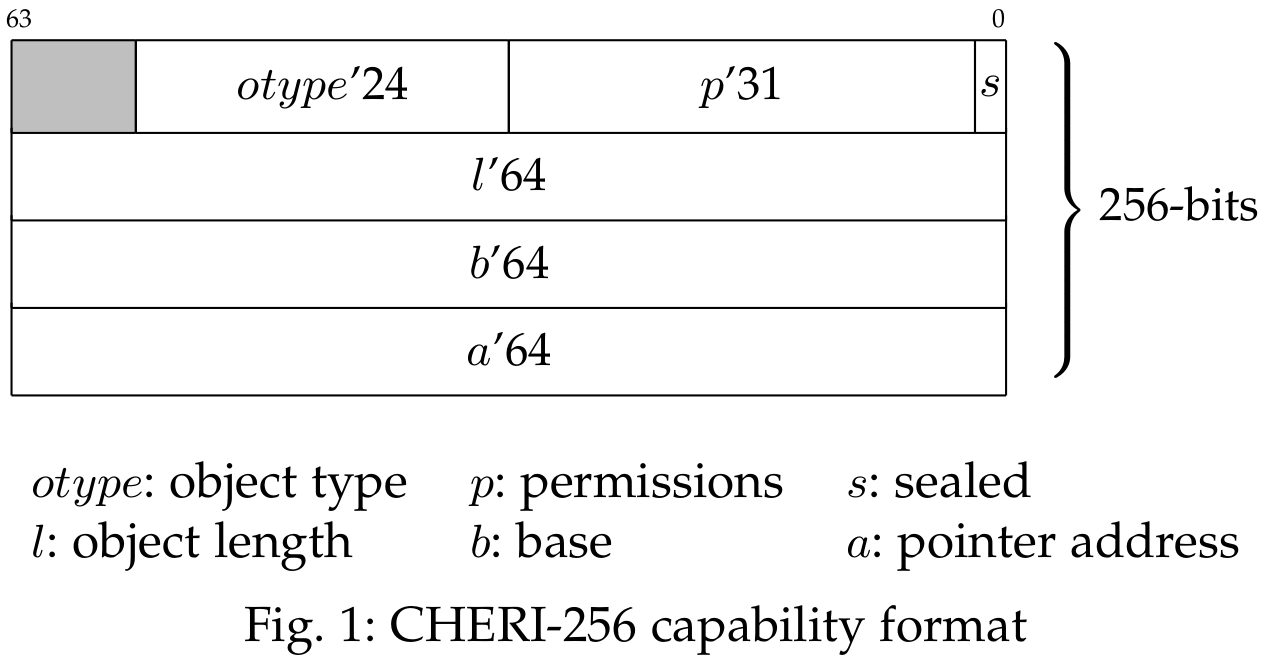 63 0
otype'24 p'31 s
l'64
b'64
a'64
256-bits
otype: object type p: permissions s: sealed
l: object length b: base a: pointer address
Fig. 1: CHERI-256 capability format